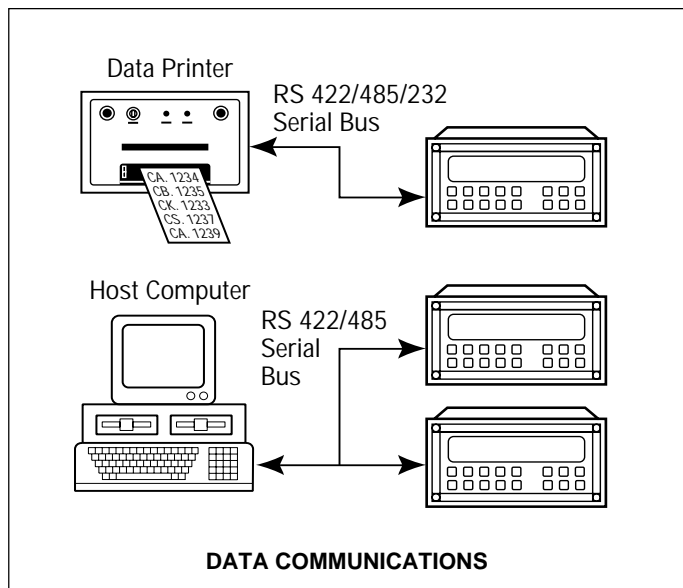 Data Printer
RS 422/485/232
Serial Bus
CA. 1234
CB. 1235
CK. 1233
CS. 1237
CA. 1239
Host Computer
RS 422/485
Serial
Bus
DATA COMMUNICATIONS